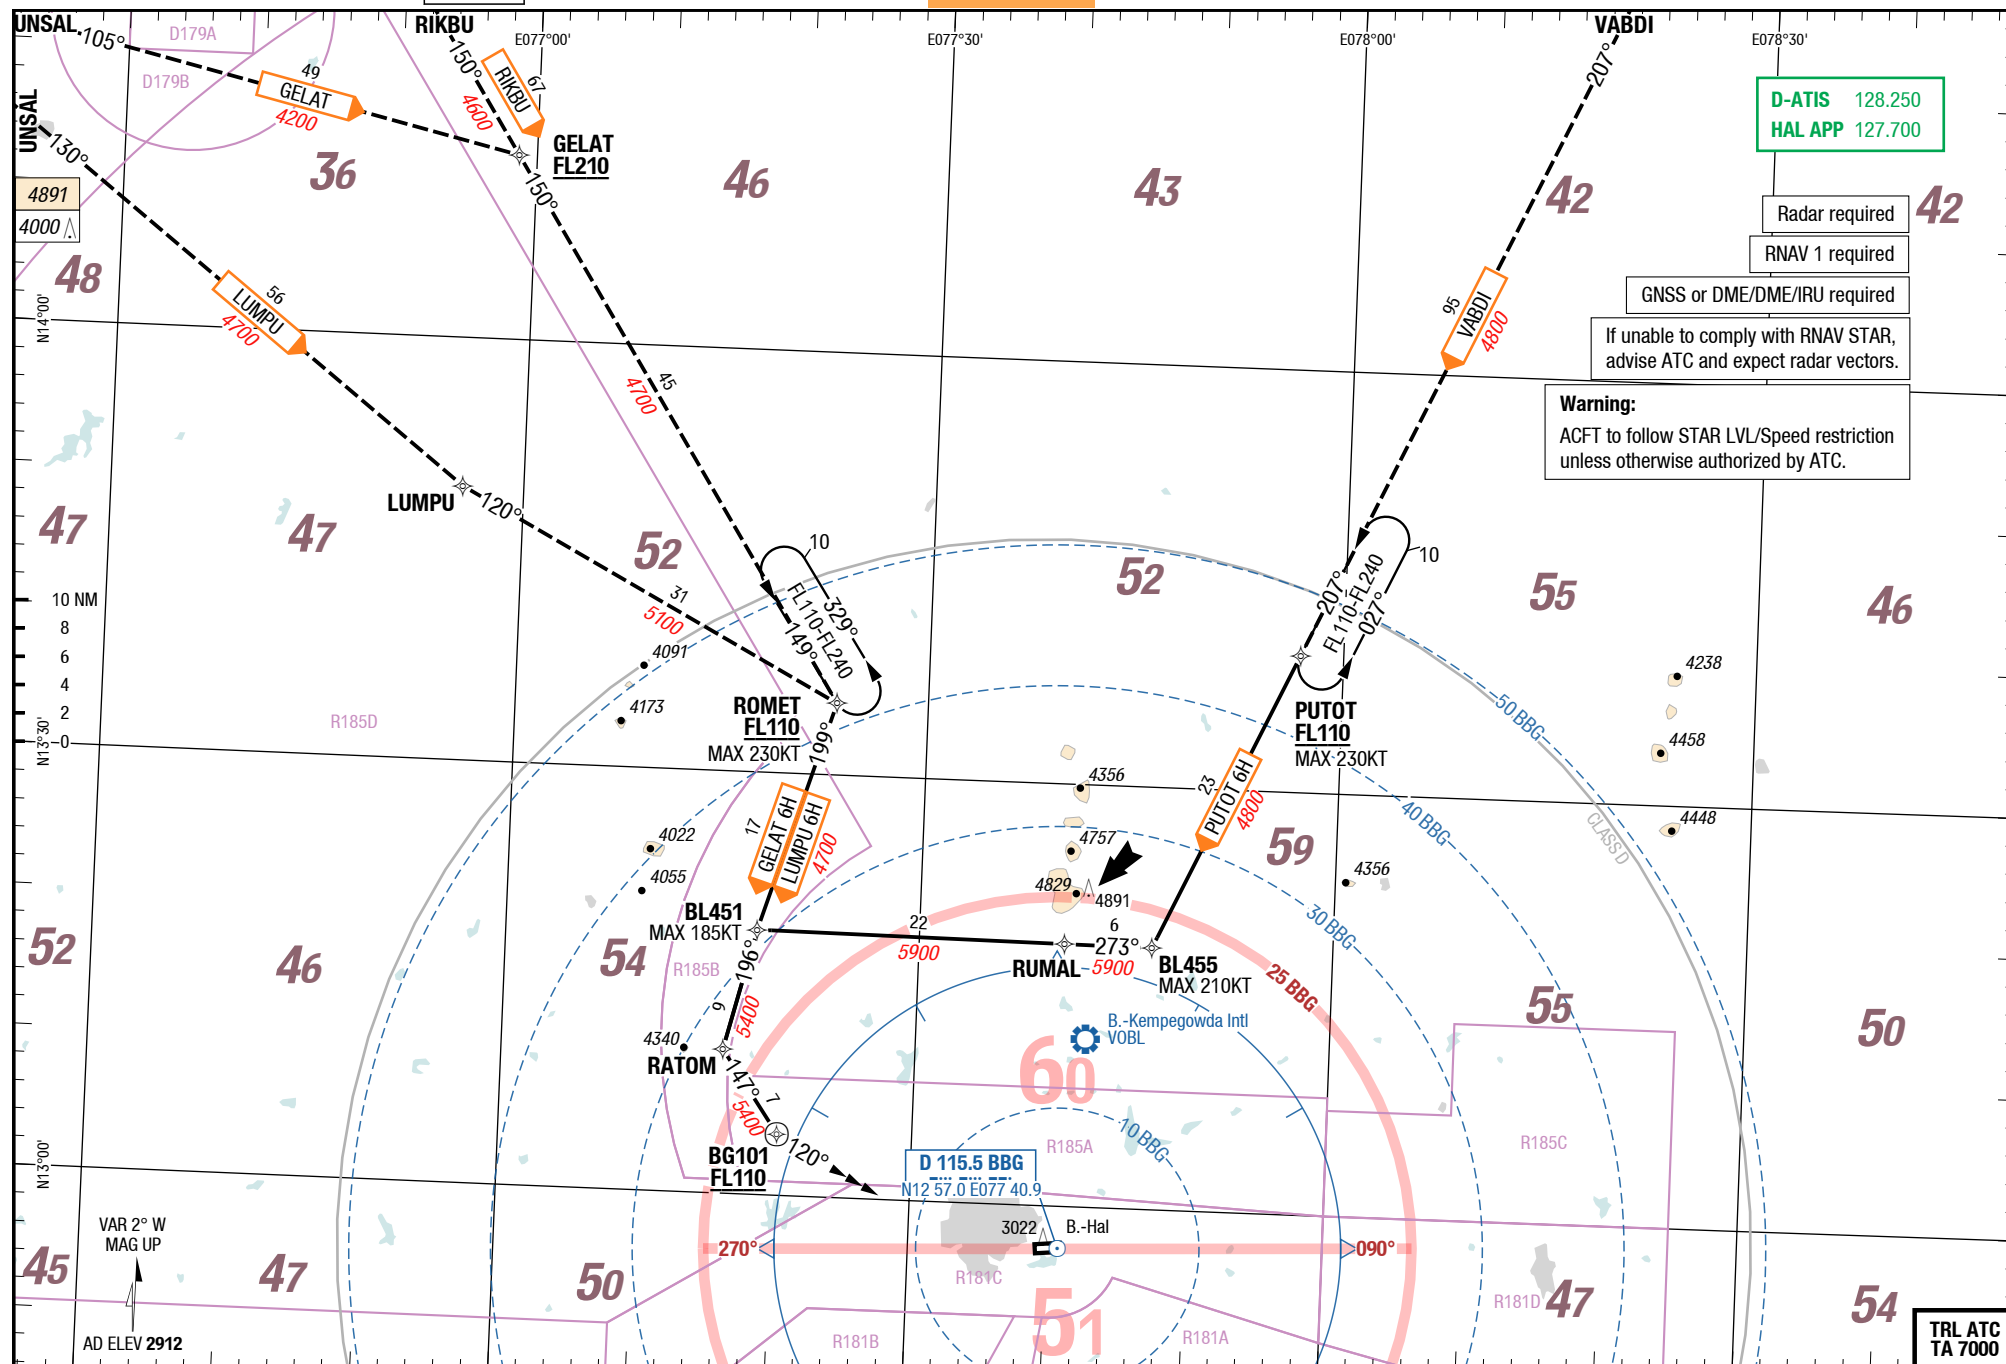 UNSAL
105°
D179A
D179B
RIKBU
E077°00'
E077°30'
E078°00'
VABDI
E078°30'
150°
207°
49
GELAT
4200
RIKBU
67
4600
GELAT
FL210
D-ATIS 128.250
HAL APP 127.700
UNSAL
130°
36
150°
46
43
42
42
4891
4000
Radar required
RNAV 1 required
GNSS or DME/DME/IRU required
If unable to comply with RNAV STAR,
advise ATC and expect radar vectors.
Warning:
ACFT to follow STAR LVL/Speed restriction
unless otherwise authorized by ATC.
48
N14°00'
56
LUMPU
4700
95
VABDI
4800
45
4700
LUMPU
120°
47
47
52
10
FL110-FL240
329°
149°
52
10
207°
FL110-FL240
027°
55
46
10 NM
8
6
4
2
0
N13°30'
31
5100
4091
4173
R185D
ROMET
FL110
MAX 230KT
199°
PUTOT
FL110
MAX 230KT
50 BBG
4238
4458
4448
4356
4757
4829
4891
17
GELAT 6H
LUMPU 6H
4700
23
PUTOT 6H
4800
59
40 BBG
CLASS D
4356
4022
4055
BL451
MAX 185KT
22
5900
RUMAL
6
273°
5900
BL455
MAX 210KT
30 BBG
25 BBG
52
46
54
R185B
196°
9
5400
4340
RATOM
147°
7
5400
BG101
FL110
120°
B.-Kempegowda Intl
VOBL
60
55
50
R185A
10 BBG
R185C
N13°00'
D 115.5 BBG
N12 57.0 E077 40.9
3022
B.-Hal
270°
090°
VAR 2° W
MAG UP
45
47
50
R181C
51
R181B
R181A
R181D
47
54
AD ELEV 2912
TRL ATC
TA 7000